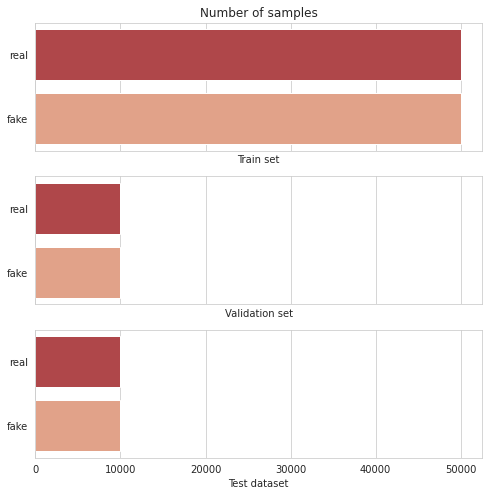 Number of samples
real
fake
Train set
real
fake
Validation set
real
fake
0 10000 20000 30000 40000 50000
Test dataset